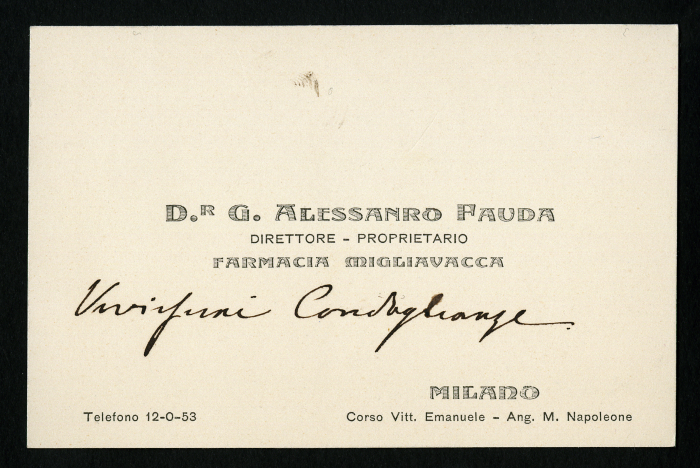 D.R G. ALESSANRO FAUDA
DIRETTORE - PROPRIETARIO
FARMACIA MIGLIAVACCA
Vivissime Condoglianze
MILANO
Telefono 12-0-53
Corso Vitt. Emanuele - Ang. M. Napoleone